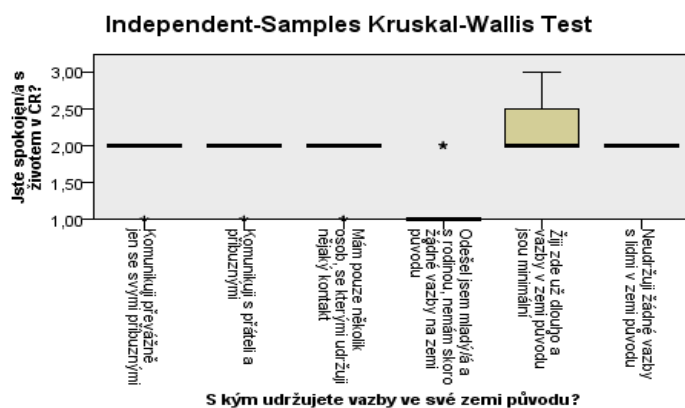 Independent-Samples Kruskal-Wallis Test
Jste spokojen/a s
životem v ČR?
3,00
2,50
2,00
1,50
1,00
Komunikuji převážně
jen se svými příbuznými
Komunikuji s přáteli a
příbuznými
Mám pouze několik
osob, se kterými udržuji
nějaký kontakt
Odešel jsem mladý/á a
s rodinou, nemám skoro
žádné vazby na zemi
původu
Žiji zde už dlouho a
vazby v zemi původu
jsou minimální
Neudržuji žádné vazby
s lidmi v zemi původu
S kým udržujete vazby ve své zemi původu?